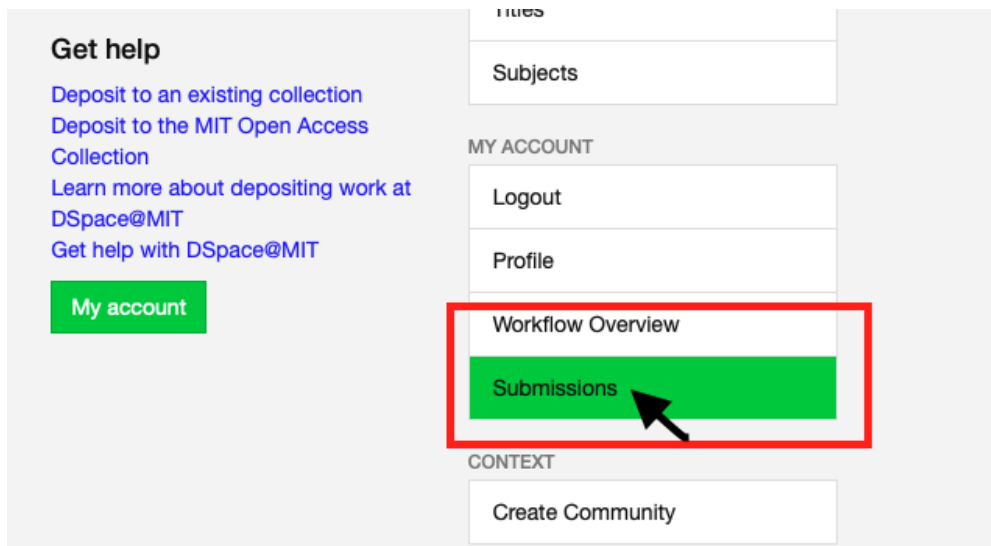 Get help
Deposit to an existing collection
Deposit to the MIT Open Access
Collection
Learn more about depositing work at
DSpace@MIT
Get help with DSpace@MIT
My account
Titles
Subjects
MY ACCOUNT
Logout
Profile
Workflow Overview
Submissions
CONTEXT
Create Community